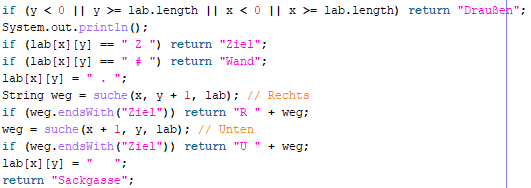 if (y < 0 || y >= lab.length || x < 0 || x >= lab.length) return "Draußen";
System.out.println();
if (lab[x][y] == " Z ") return "Ziel";
if (lab[x][y] == " # ") return "Wand";
lab[x][y] = " . ";
String weg = suche(x, y + 1, lab); // Rechts
if (weg.endsWith("Ziel")) return "R " + weg;
weg = suche(x + 1, y, lab); // Unten
if (weg.endsWith("Ziel")) return "U " + weg;
lab[x][y] = "   ";
return "Sackgasse";